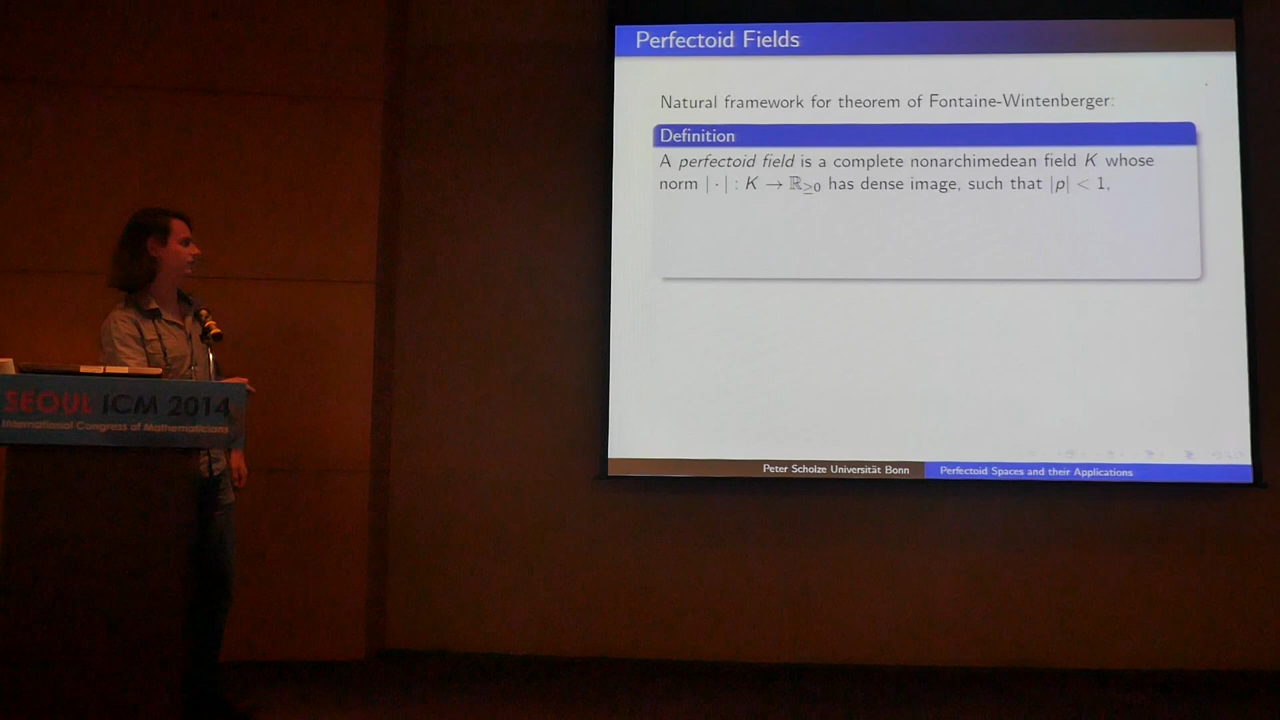 Perfectoid Fields
Natural framework for theorem of Fontaine-Wintenberger:
Definition
A perfectoid field is a complete nonarchimedean field K whose
norm | · | : K → ℝ≥0 has dense image, such that |p| < 1,
Peter Scholze Universität Bonn
Perfectoid Spaces and their Applications
SEOUL ICM 2014
International Congress of Mathematicians